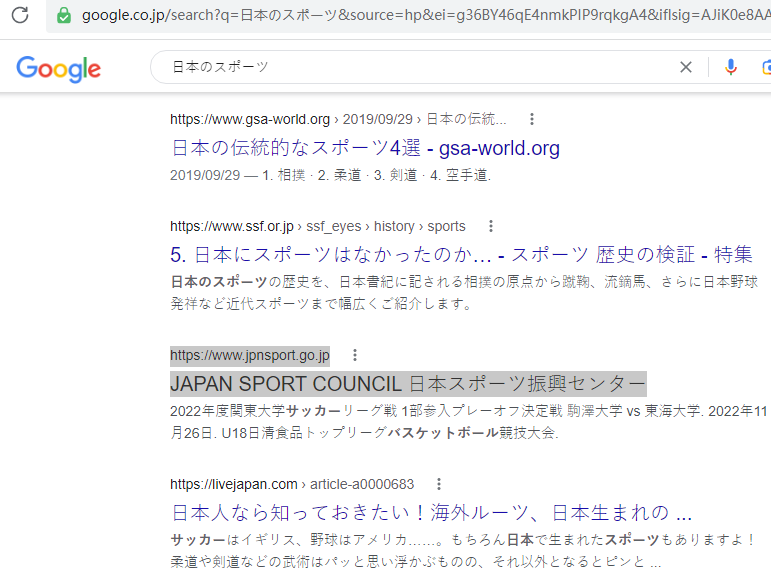 google.co.jp/search?q=日本のスポーツ&source=hp&ei=g36BY46qE4nmkPIP9rqkgA4&iflsig=AJiK0e8AA
Google
日本のスポーツ
https://www.gsa-world.org › 2019/09/29 › 日本の伝統...
日本の伝統的なスポーツ4選 - gsa-world.org
2019/09/29 — 1. 相撲 · 2. 柔道 · 3. 剣道 · 4. 空手道.
https://www.ssf.or.jp › ssf_eyes › history › sports
5. 日本にスポーツはなかったのか... - スポーツ 歴史の検証 - 特集
日本のスポーツの歴史を、日本書紀に記される相撲の原点から蹴鞠、流鏑馬、さらに日本野球
発祥など近代スポーツまで幅広くご紹介します。
https://www.jpnsport.go.jp
JAPAN SPORT COUNCIL 日本スポーツ振興センター
2022年度関東大学サッカーリーグ戦 1部参入プレーオフ決定戦 駒澤大学 vs 東海大学. 2022年11
月26日. U18日清食品トップリーグバスケットボール競技大会.
https://livejapan.com › article-a0000683
日本人なら知っておきたい！海外ルーツ、日本生まれの ...
サッカーはイギリス、野球はアメリカ……。もちろん日本で生まれたスポーツもありますよ！
柔道や剣道などの武術はパッと思い浮かぶものの、それ以外となるとピンと ...